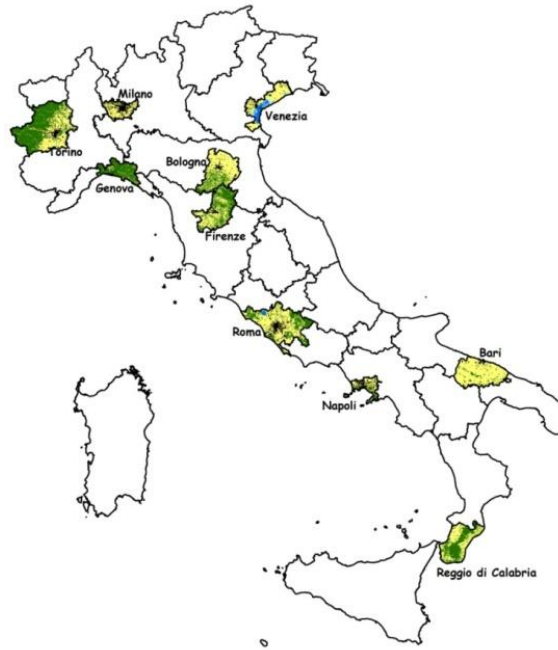 Milano
Venezia
Torino
Bologna
Genova
Firenze
Roma
Bari
Napoli
Reggio di Calabria